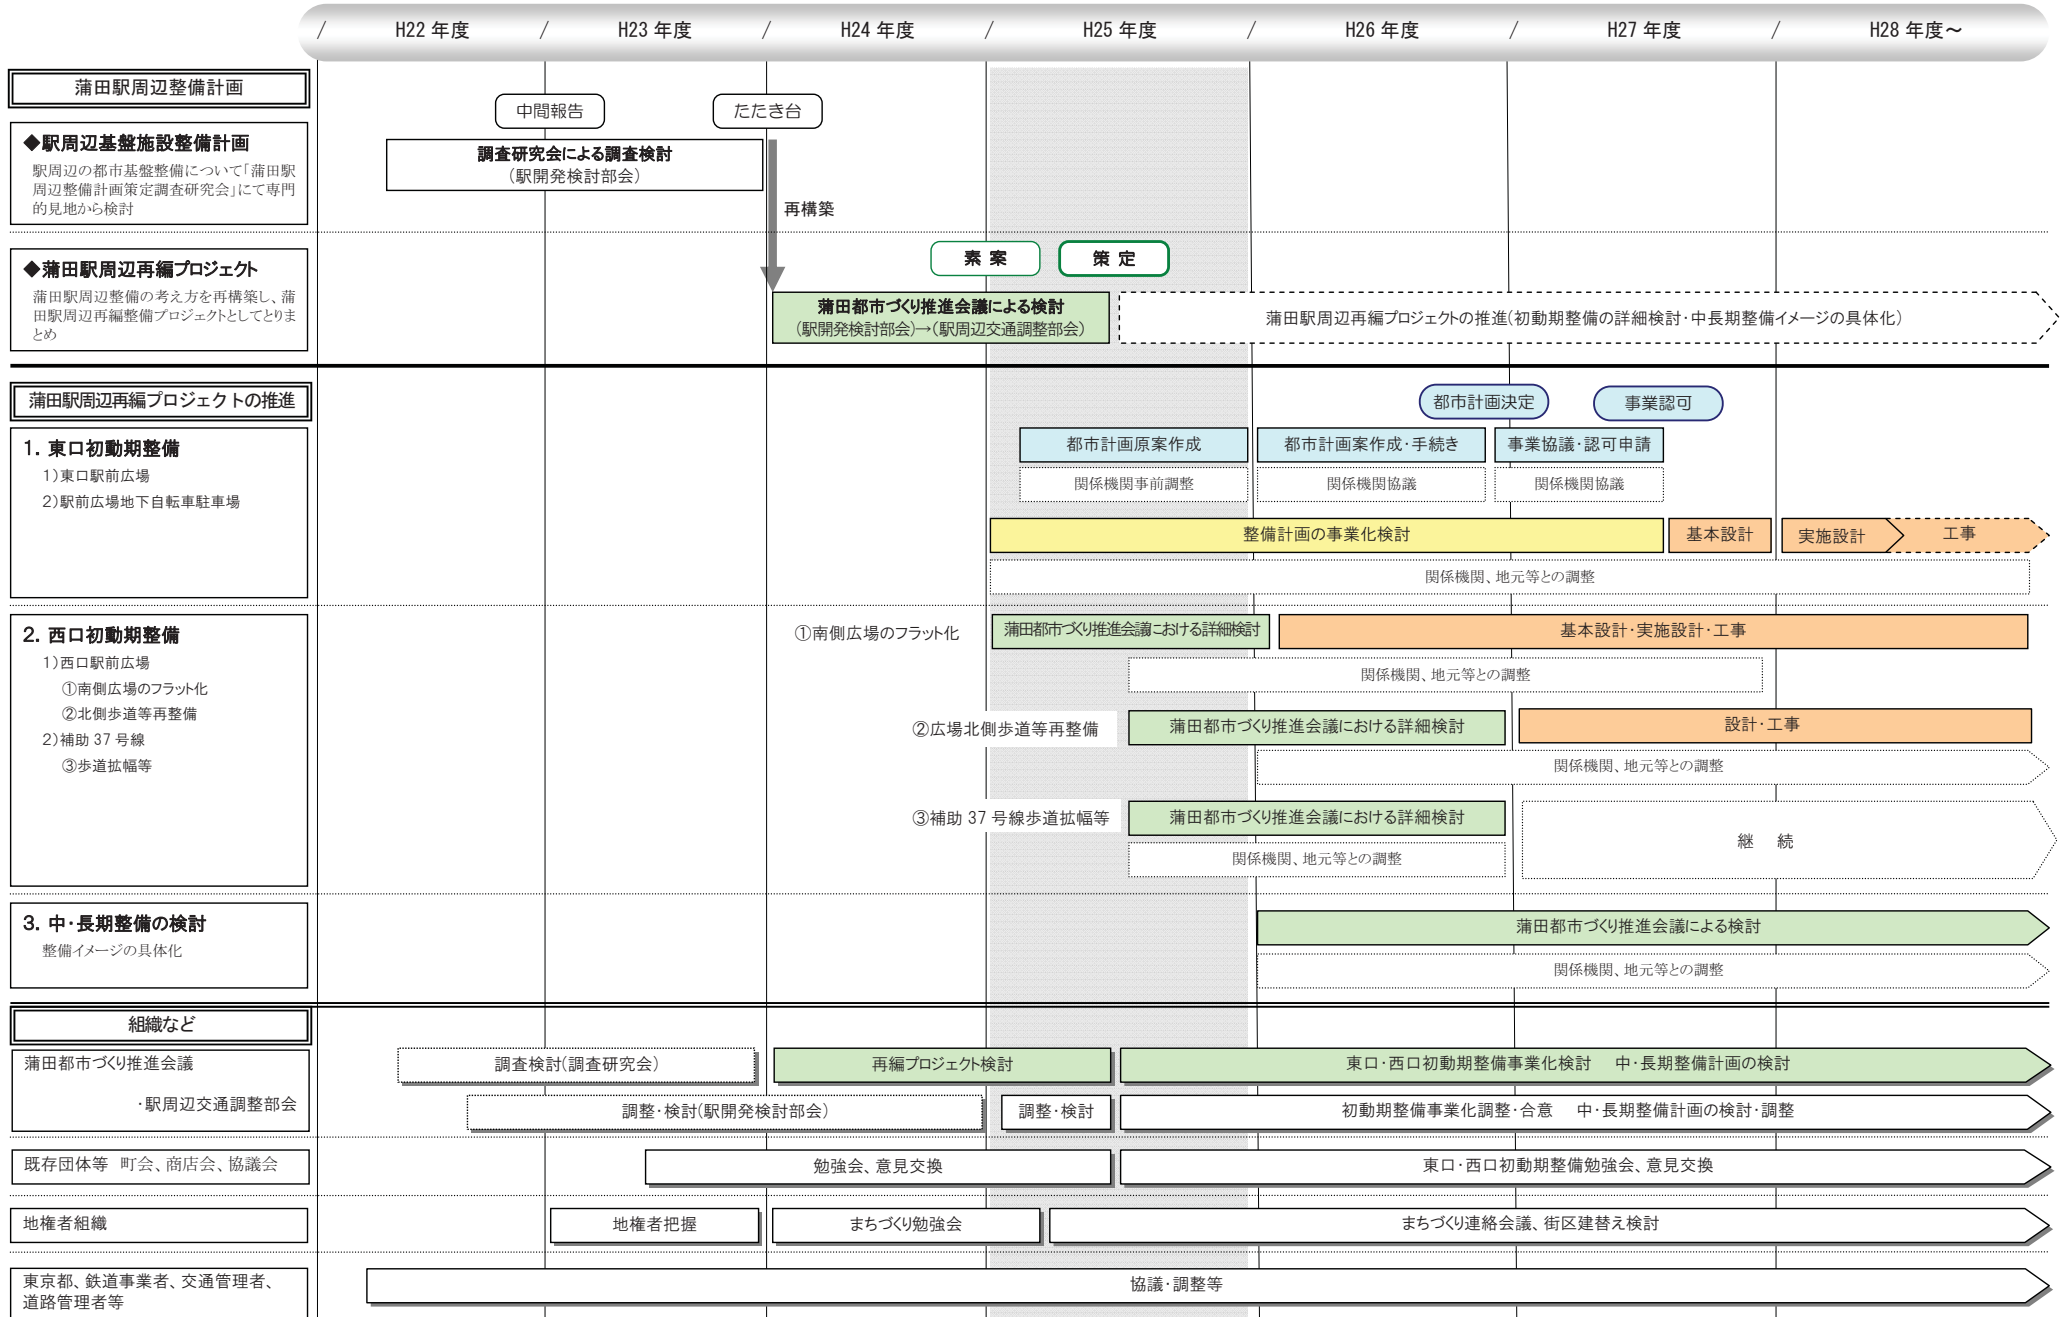 / H22 年度 / H23 年度 / H24 年度 / H25 年度 / H26 年度 / H27 年度 / H28 年度～
蒲田駅周辺整備計画
中間報告
たたき台
◆駅周辺基盤施設整備計画
駅周辺の都市基盤整備について「蒲田駅
周辺整備計画策定調査研究会」にて専門
的見地から検討
調査研究会による調査検討
(駅開発検討部会)
再構築
素 案
策 定
◆蒲田駅周辺再編プロジェクト
蒲田駅周辺整備の考え方を再構築し、蒲
田駅周辺再編整備プロジェクトとしてとりま
とめ
蒲田都市づくり推進会議による検討
(駅開発検討部会)→(駅周辺交通調整部会)
蒲田駅周辺再編プロジェクトの推進(初動期整備の詳細検討・中長期整備イメージの具体化)
蒲田駅周辺再編プロジェクトの推進
都市計画決定
事業認可
1. 東口初動期整備
1)東口駅前広場
2)駅前広場地下自転車駐車場
都市計画原案作成
都市計画案作成・手続き
事業協議・認可申請
関係機関事前調整
関係機関協議
関係機関協議
整備計画の事業化検討
基本設計
実施設計
工事
関係機関、地元等との調整
2. 西口初動期整備
1)西口駅前広場
①南側広場のフラット化
②北側歩道等再整備
2)補助 37 号線
③歩道拡幅等
①南側広場のフラット化
蒲田都市づくり推進会議における詳細検討
基本設計・実施設計・工事
関係機関、地元等との調整
②広場北側歩道等再整備
蒲田都市づくり推進会議における詳細検討
設計・工事
関係機関、地元等との調整
③補助 37 号線歩道拡幅等
蒲田都市づくり推進会議における詳細検討
関係機関、地元等との調整
継 続
3. 中・長期整備の検討
整備イメージの具体化
蒲田都市づくり推進会議による検討
関係機関、地元等との調整
組織など
蒲田都市づくり推進会議
・駅周辺交通調整部会
調査検討(調査研究会)
再編プロジェクト検討
東口・西口初動期整備事業化検討 中・長期整備計画の検討
調整・検討(駅開発検討部会)
調整・検討
初動期整備事業化調整・合意 中・長期整備計画の検討・調整
既存団体等 町会、商店会、協議会
勉強会、意見交換
東口・西口初動期整備勉強会、意見交換
地権者組織
地権者把握
まちづくり勉強会
まちづくり連絡会議、街区建替え検討
東京都、鉄道事業者、交通管理者、
道路管理者等
協議・調整等